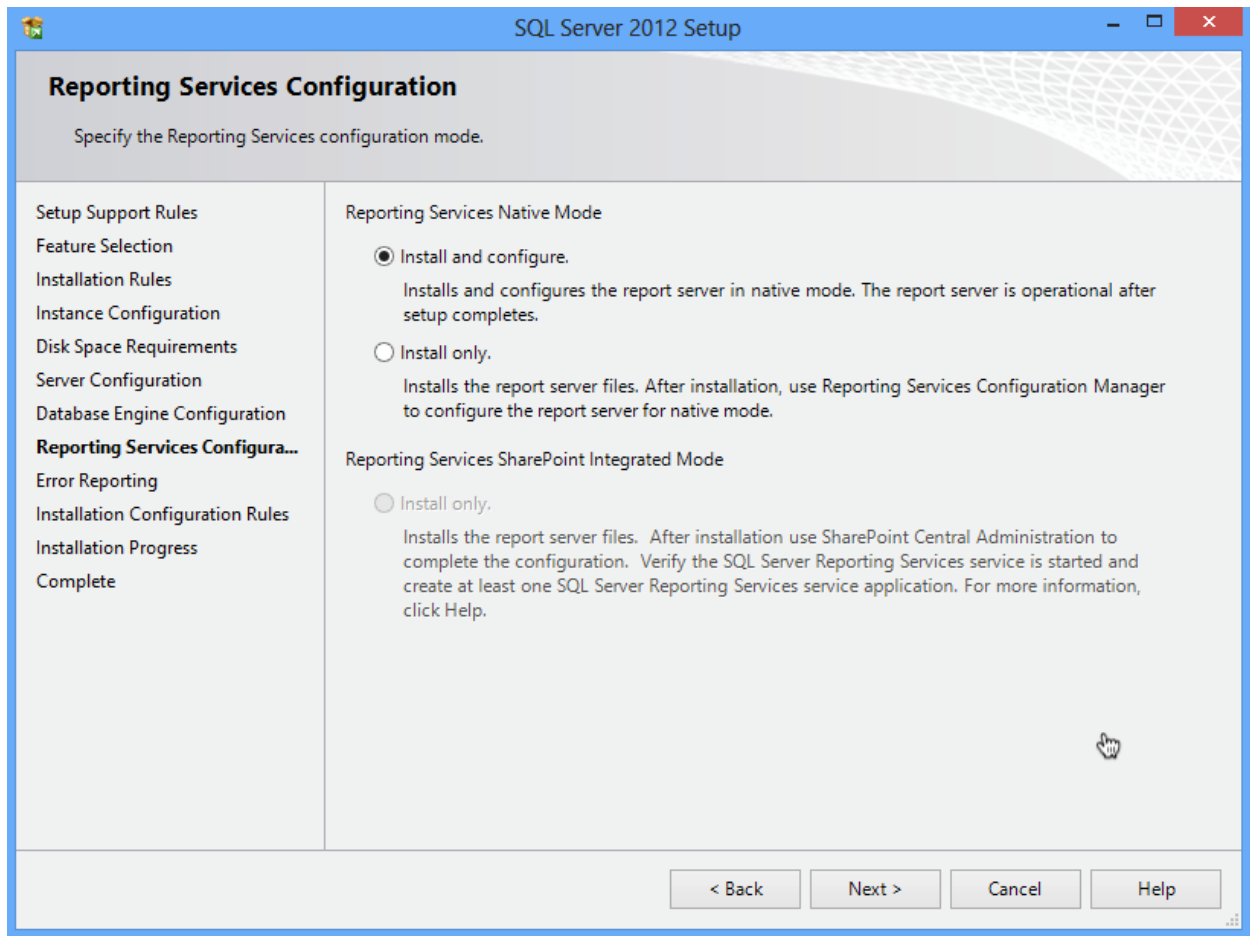 SQL Server 2012 Setup
Reporting Services Configuration
Specify the Reporting Services configuration mode.
Setup Support Rules
Feature Selection
Installation Rules
Instance Configuration
Disk Space Requirements
Server Configuration
Database Engine Configuration
Reporting Services Configura...
Error Reporting
Installation Configuration Rules
Installation Progress
Complete
Reporting Services Native Mode
Install and configure.
Installs and configures the report server in native mode. The report server is operational after
setup completes.
Install only.
Installs the report server files. After installation, use Reporting Services Configuration Manager
to configure the report server for native mode.
Reporting Services SharePoint Integrated Mode
Install only.
Installs the report server files.  After installation use SharePoint Central Administration to
complete the configuration.  Verify the SQL Server Reporting Services service is started and
create at least one SQL Server Reporting Services service application. For more information,
click Help.
< Back
Next >
Cancel
Help